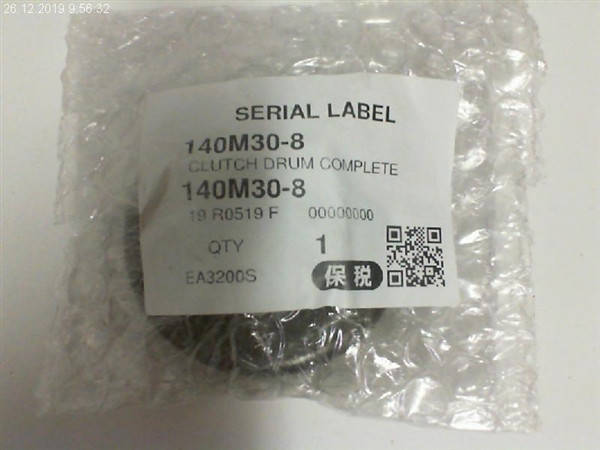 26.12.2019 9:56:32
SERIAL LABEL
140M30-8
CLUTCH DRUM COMPLETE
140M30-8
19 R0519 F 00000000
QTY 1
EA3200S 保税